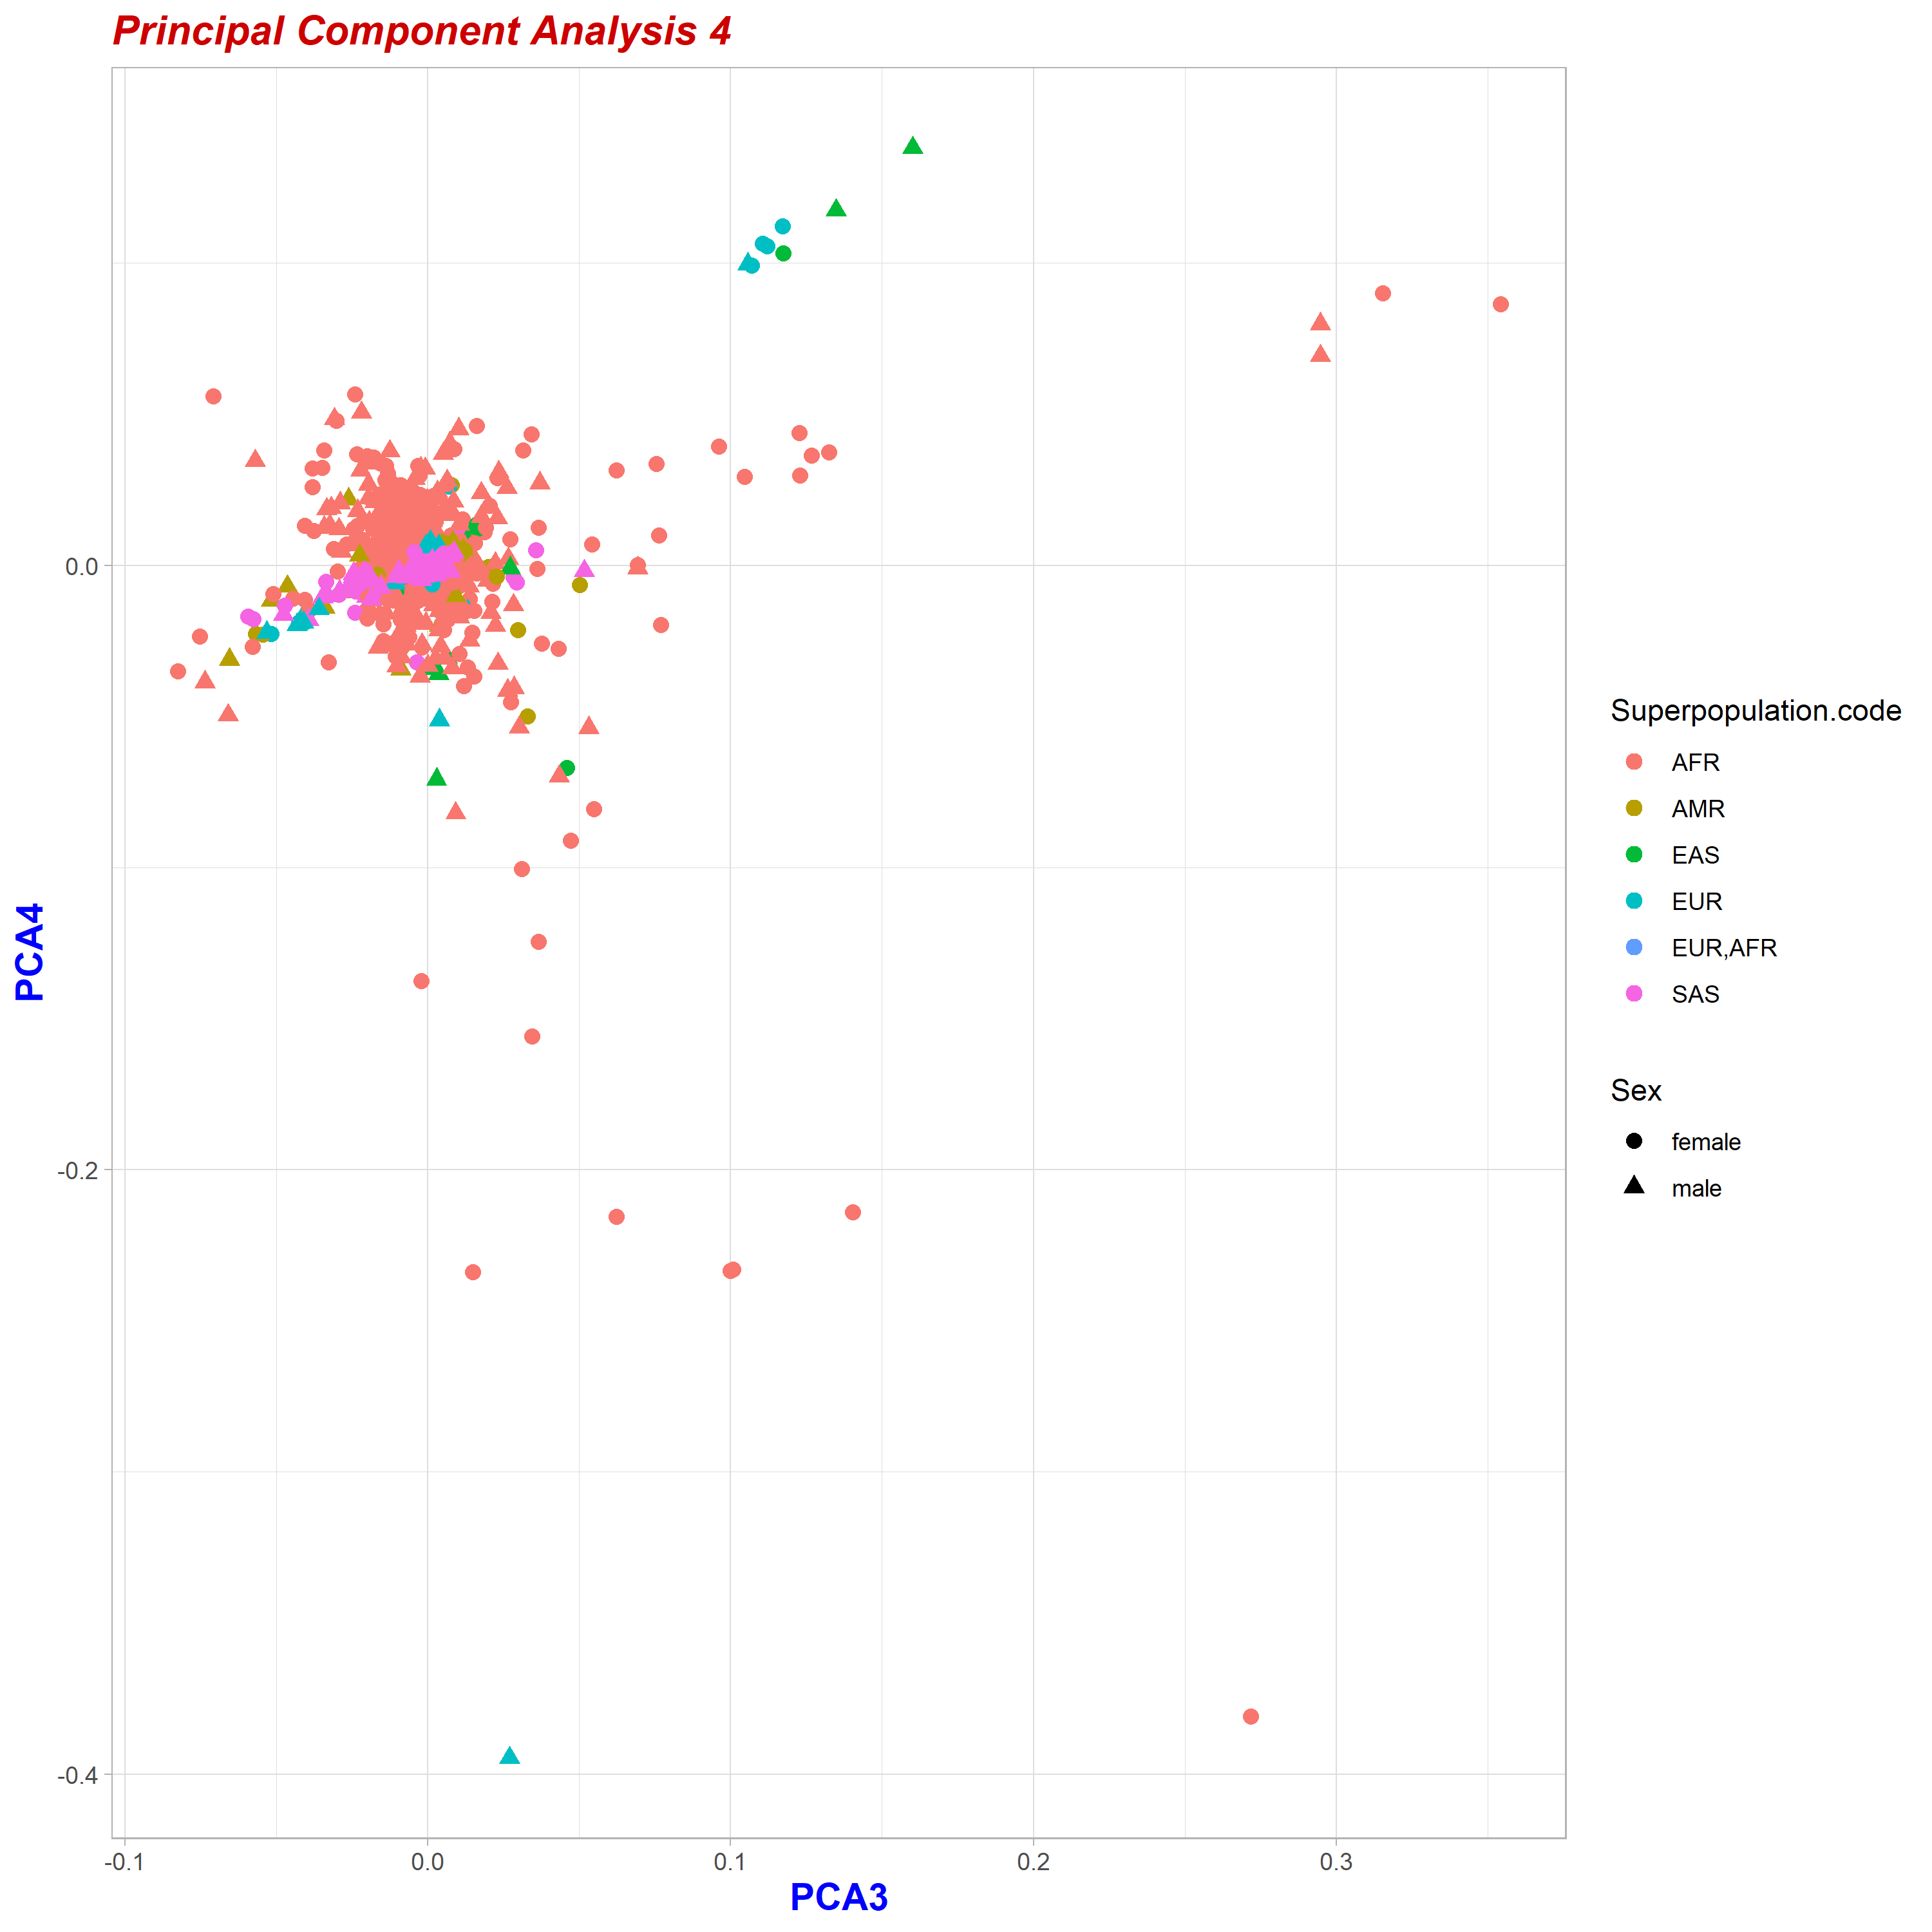 Principal Component Analysis 4
0.0
-0.2
-0.4
PCA4
-0.1
0.0
0.1
0.2
0.3
PCA3
Superpopulation.code
AFR
AMR
EAS
EUR
EUR,AFR
SAS
Sex
female
male